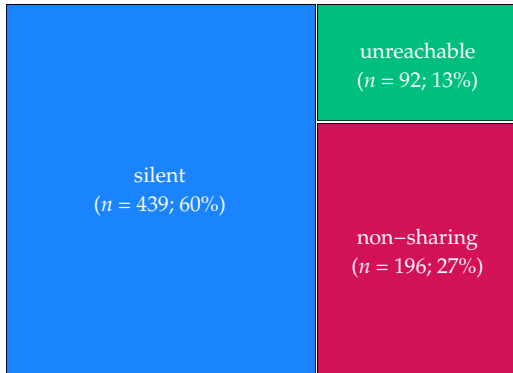 silent
(n = 439; 60%)
unreachable
(n = 92; 13%)
non−sharing
(n = 196; 27%)